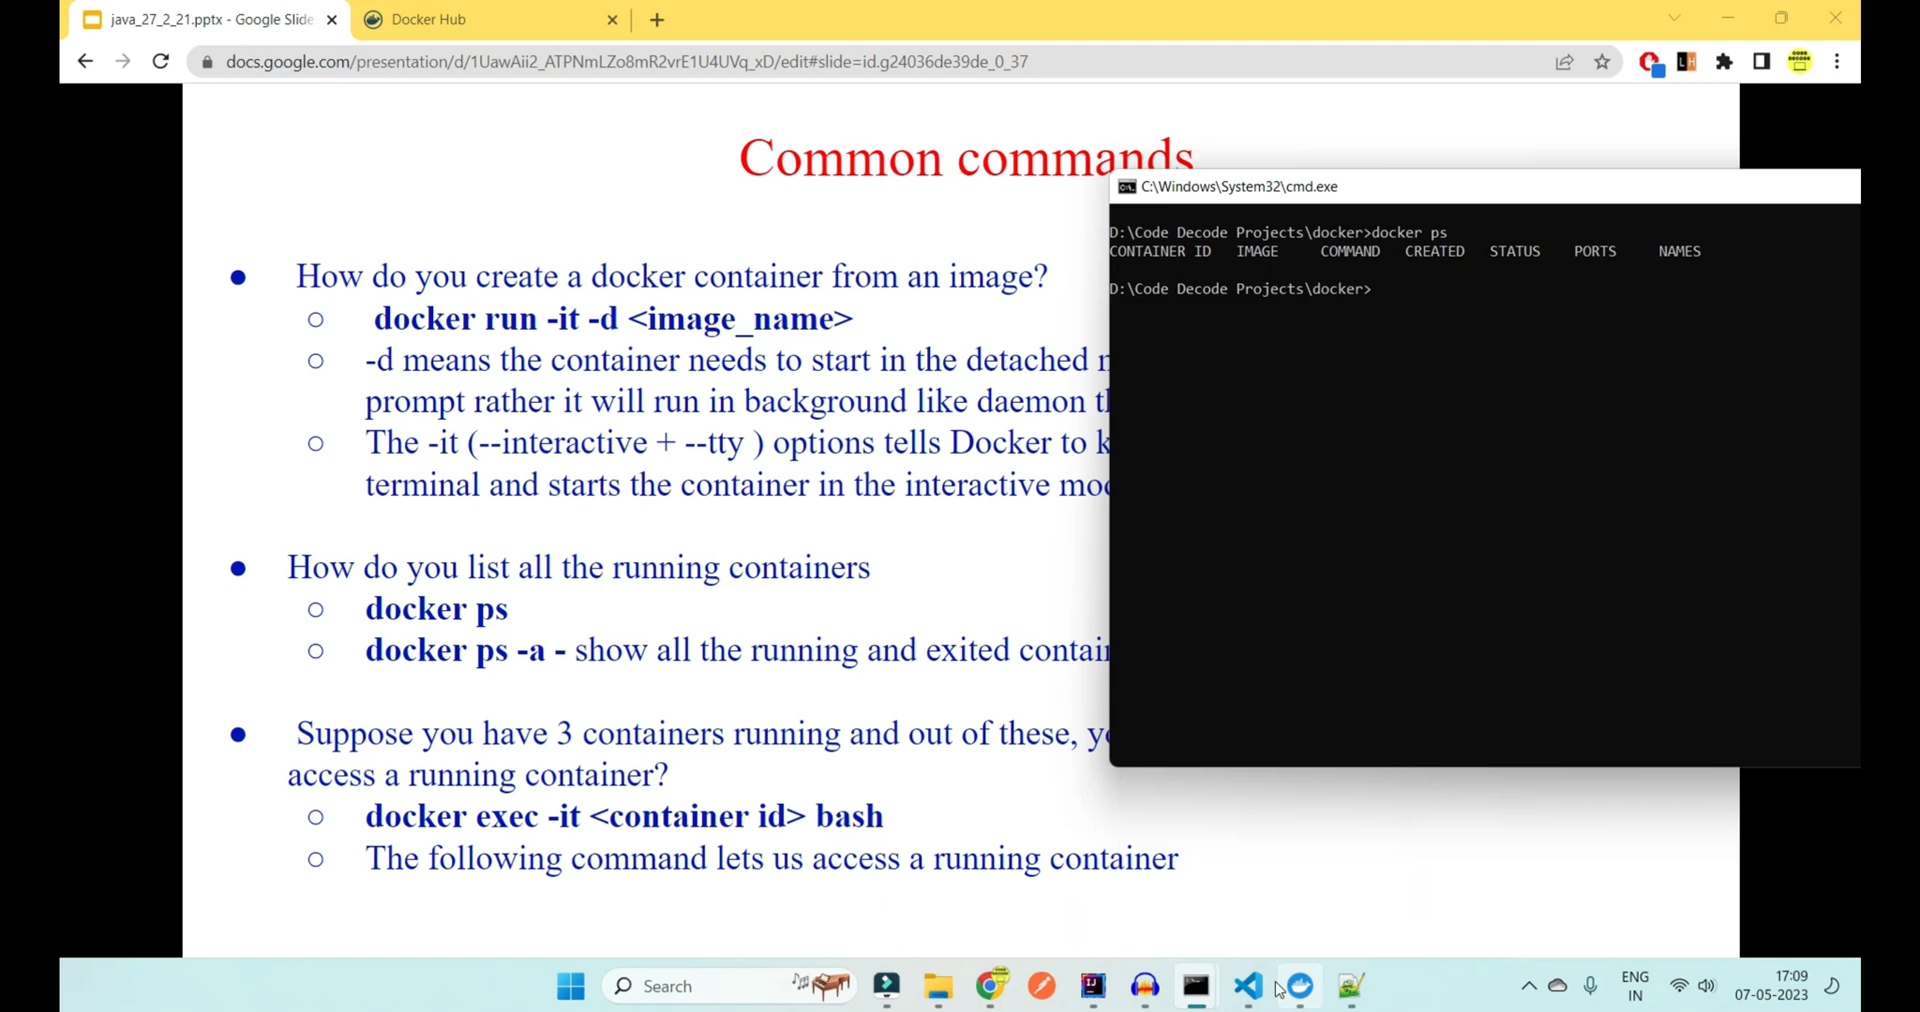 java_27_2_21.pptx - Google Slide
Docker Hub
docs.google.com/presentation/d/1UawAii2_ATPNmLZo8mR2vrE1U4UVq_xD/edit#slide=id.g24036de39de_0_37
Common commands
How do you create a docker container from an image?
docker run -it -d <image_name>
-d means the container needs to start in the detached
prompt rather it will run in background like daemon
The -it (--interactive + --tty ) options tells Docker to
terminal and starts the container in the interactive
How do you list all the running containers
docker ps
docker ps -a - show all the running and exited
Suppose you have 3 containers running and out of these,
access a running container?
docker exec -it <container id> bash
The following command lets us access a running container
C:\Windows\System32\cmd.exe
D:\Code Decode Projects\docker>docker ps
CONTAINER ID IMAGE COMMAND CREATED STATUS PORTS NAMES
D:\Code Decode Projects\docker>
Search
ENG
IN
17:09
07-05-2023